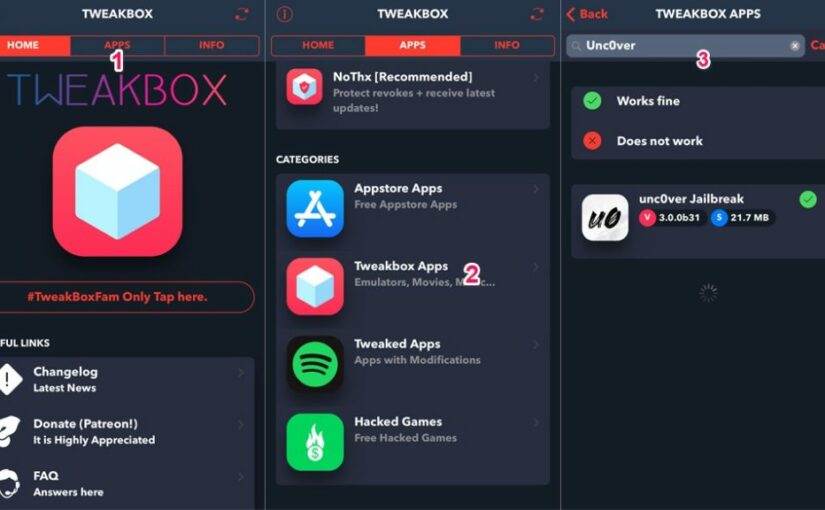 TWEAKBOX
HOME
APPS
INFO
1
TWEAKBOX
#TweakBoxFam Only Tap here.
FUL LINKS
Changelog
Latest News
Donate (Patreon!)
It is Highly Appreciated
FAQ
Answers here
TWEAKBOX
HOME
APPS
INFO
NoThx [Recommended]
Protect revokes + receive latest
updates!
CATEGORIES
Appstore Apps
Free Appstore Apps
Tweakbox Apps
2
Emulators, Movies,
Tweaked Apps
Apps with Modifications
Hacked Games
Free Hacked Games
Back
TWEAKBOX APPS
Unc0ver
Ca
3
Works fine
Does not work
u0
unc0ver Jailbreak
V 3.0.0b31 S 21.7 MB